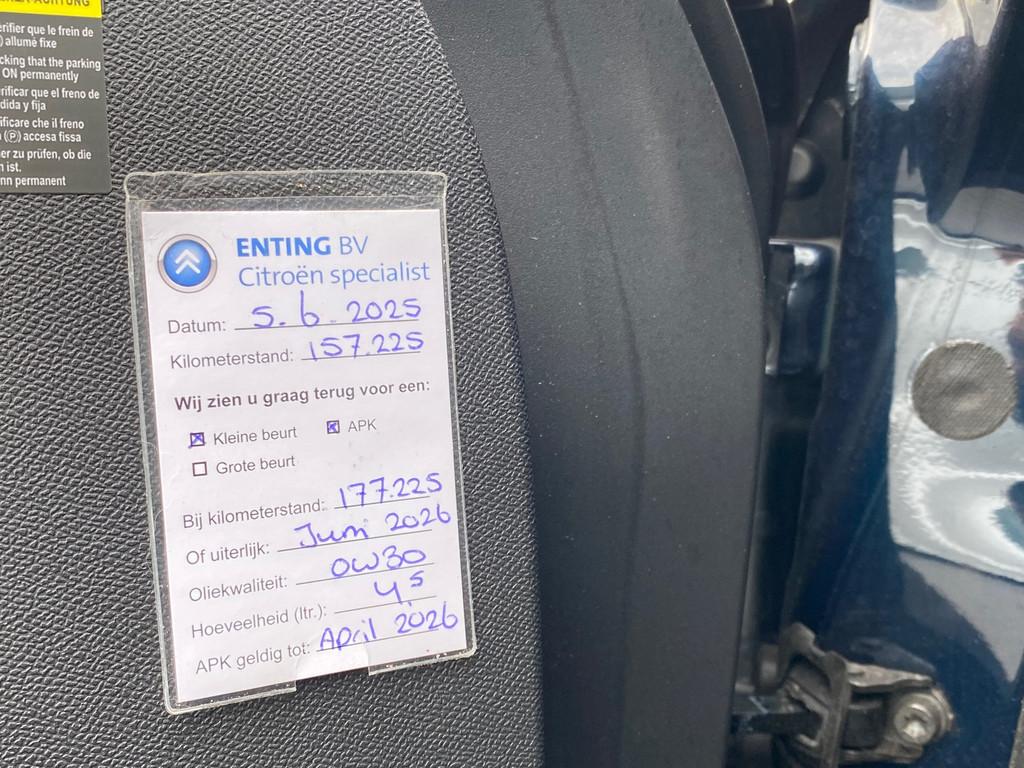 ACHTUNG
erifier que le frein de
) allumé fixe
cking that the parking
ON permanently
rificar que el freno de
dida y fija
ificare che il freno
(P) accesa fissa
er zu prüfen, ob die
n ist.
nn permanent
ENTING BV
Citroën specialist
Datum: 5.6.2025
Kilometerstand: 157.225
Wij zien u graag terug voor een:
Kleine beurt APK
Grote beurt
Bij kilometerstand: 177.225
Of uiterlijk: Juni 2026
Oliekwaliteit: 0W30
Hoeveelheid (ltr.): 4,5
APK geldig tot: April 2026